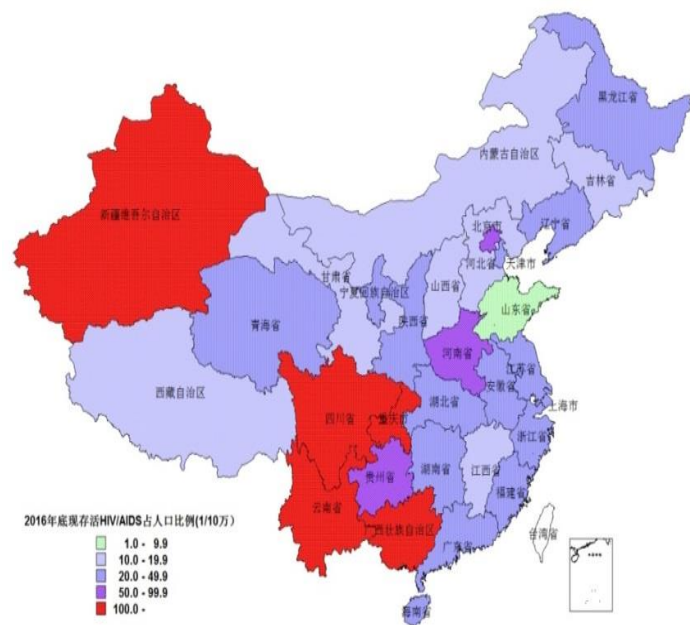 黑龙江省
内蒙古自治区
吉林省
新疆维吾尔自治区
北京市
辽宁省
甘肃省
河北省
天津市
宁夏回族自治区
山西省
山东省
青海省
陕西省
河南省
西藏自治区
江苏省
安徽省
四川省
重庆市
湖北省
上海市
浙江省
贵州省
湖南省
江西省
云南省
福建省
2016年底现存活HIV/AIDS占人口比例(1/10万)
广西壮族自治区
台湾省
广东省
1.0 - 9.9
10.0 - 19.9
20.0 - 49.9
50.0 - 99.9
100.0 -
海南省